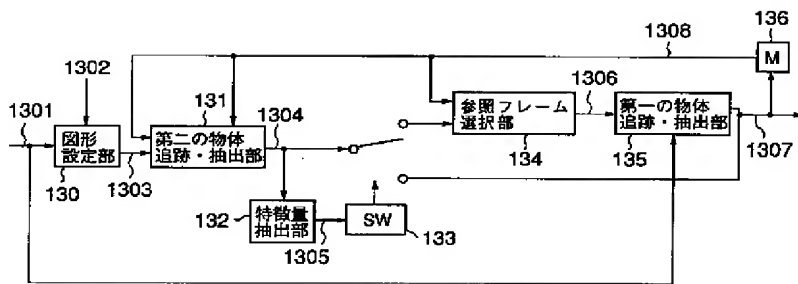 136
1308
M
1302
1301
131
1304
1306
図形
設定部
130
1303
第二の物体
追跡・抽出部
参照フレーム
選択部
134
第一の物体
追跡・抽出部
135
1307
132
特徴量
抽出部
1305
SW
133